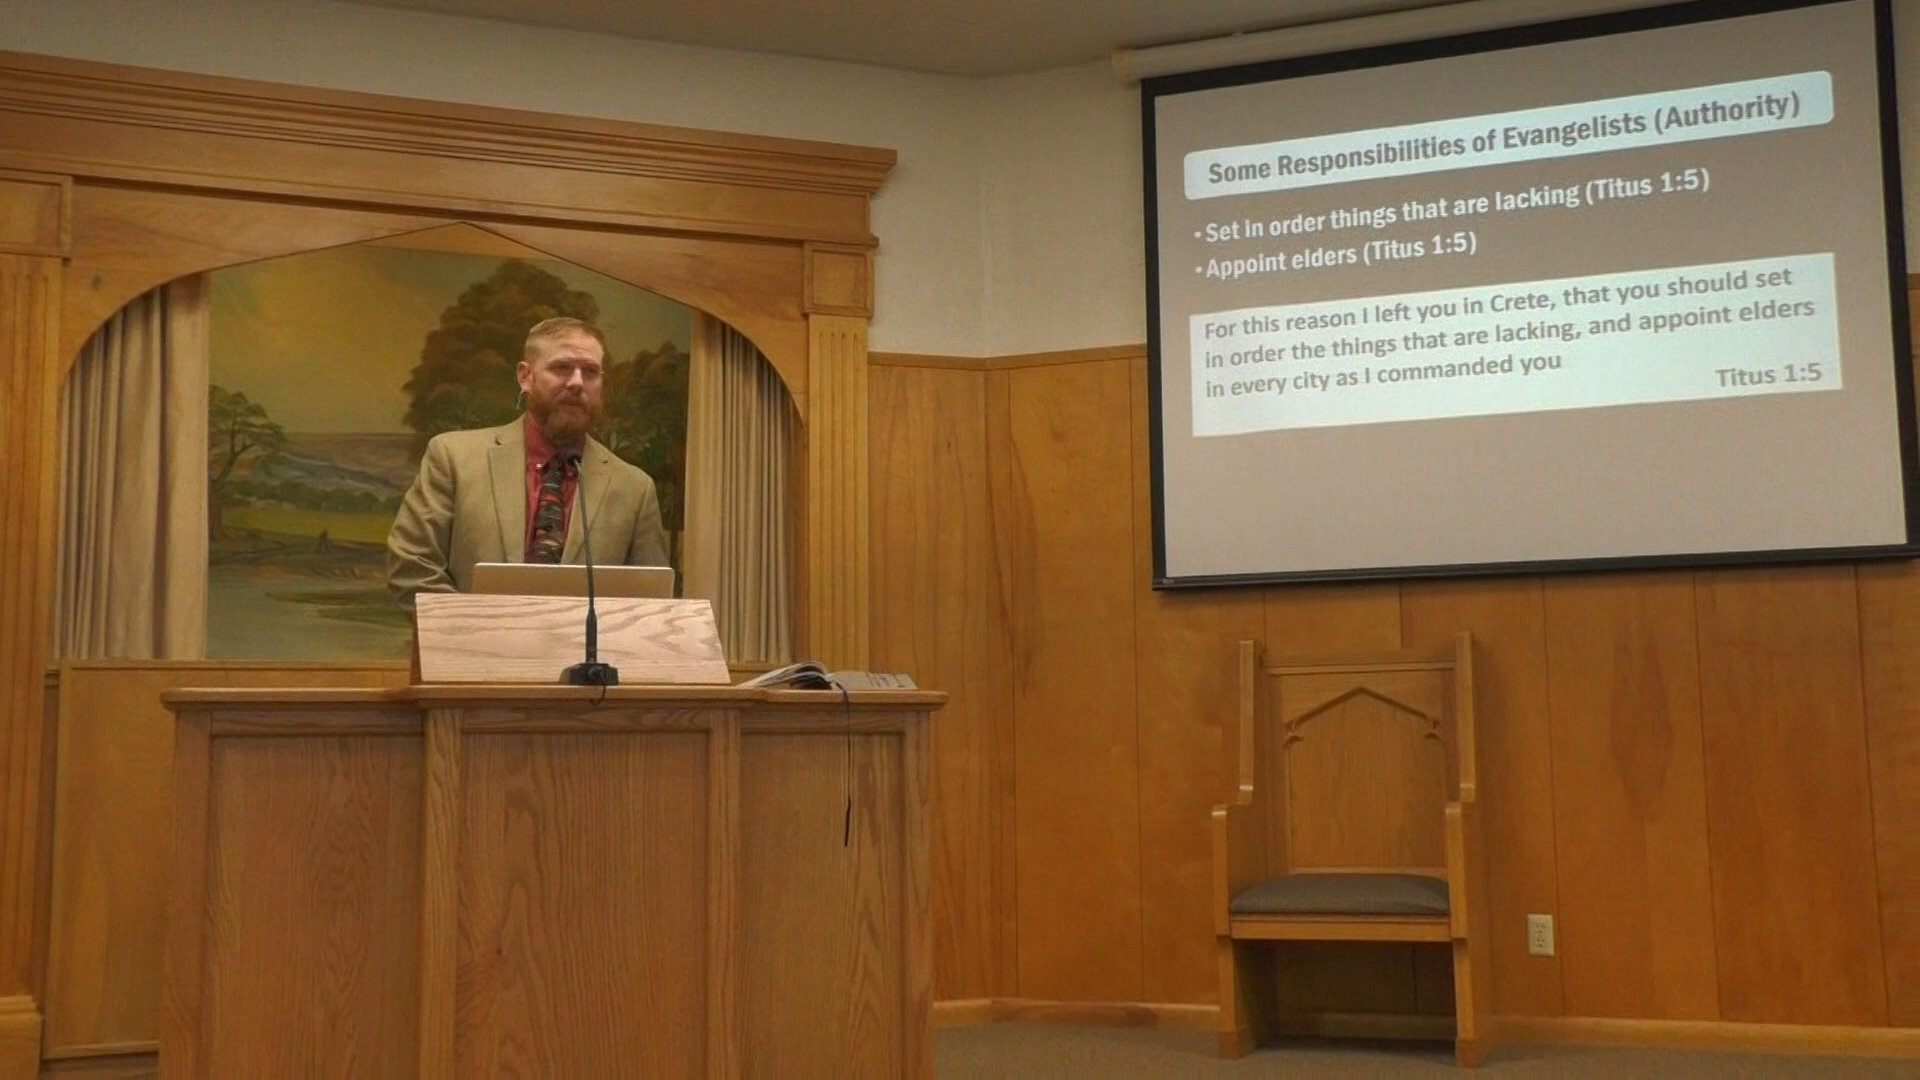 Some Responsibilities of Evangelists (Authority)
• Set in order things that are lacking (Titus 1:5)
• Appoint elders (Titus 1:5)
For this reason I left you in Crete, that you should set
in order the things that are lacking, and appoint elders
in every city as I commanded you
Titus 1:5